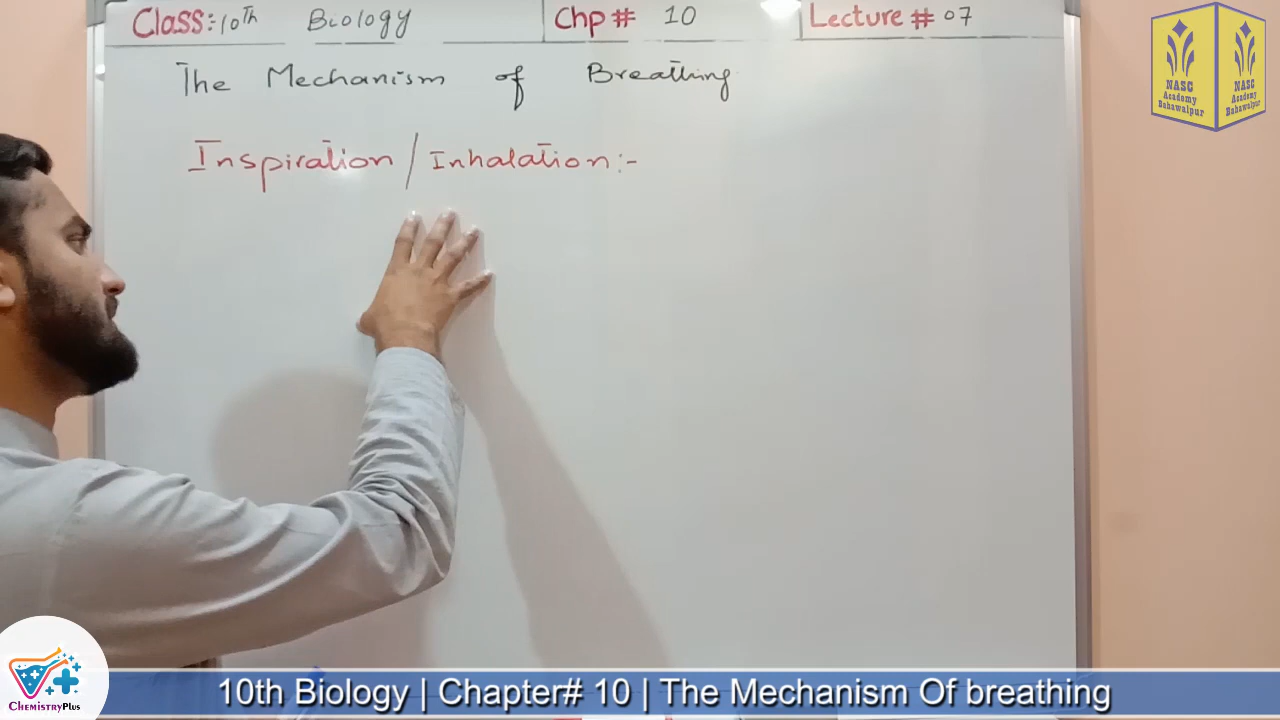 Class:- 10th Biology Chp# 10 Lecture # 07
The Mechanism of Breathing
Inspiration / Inhalation:-
NASC Academy Bahawalpur
NASC Academy Bahawalpur
ChemistryPlus
10th Biology | Chapter# 10 | The Mechanism Of breathing